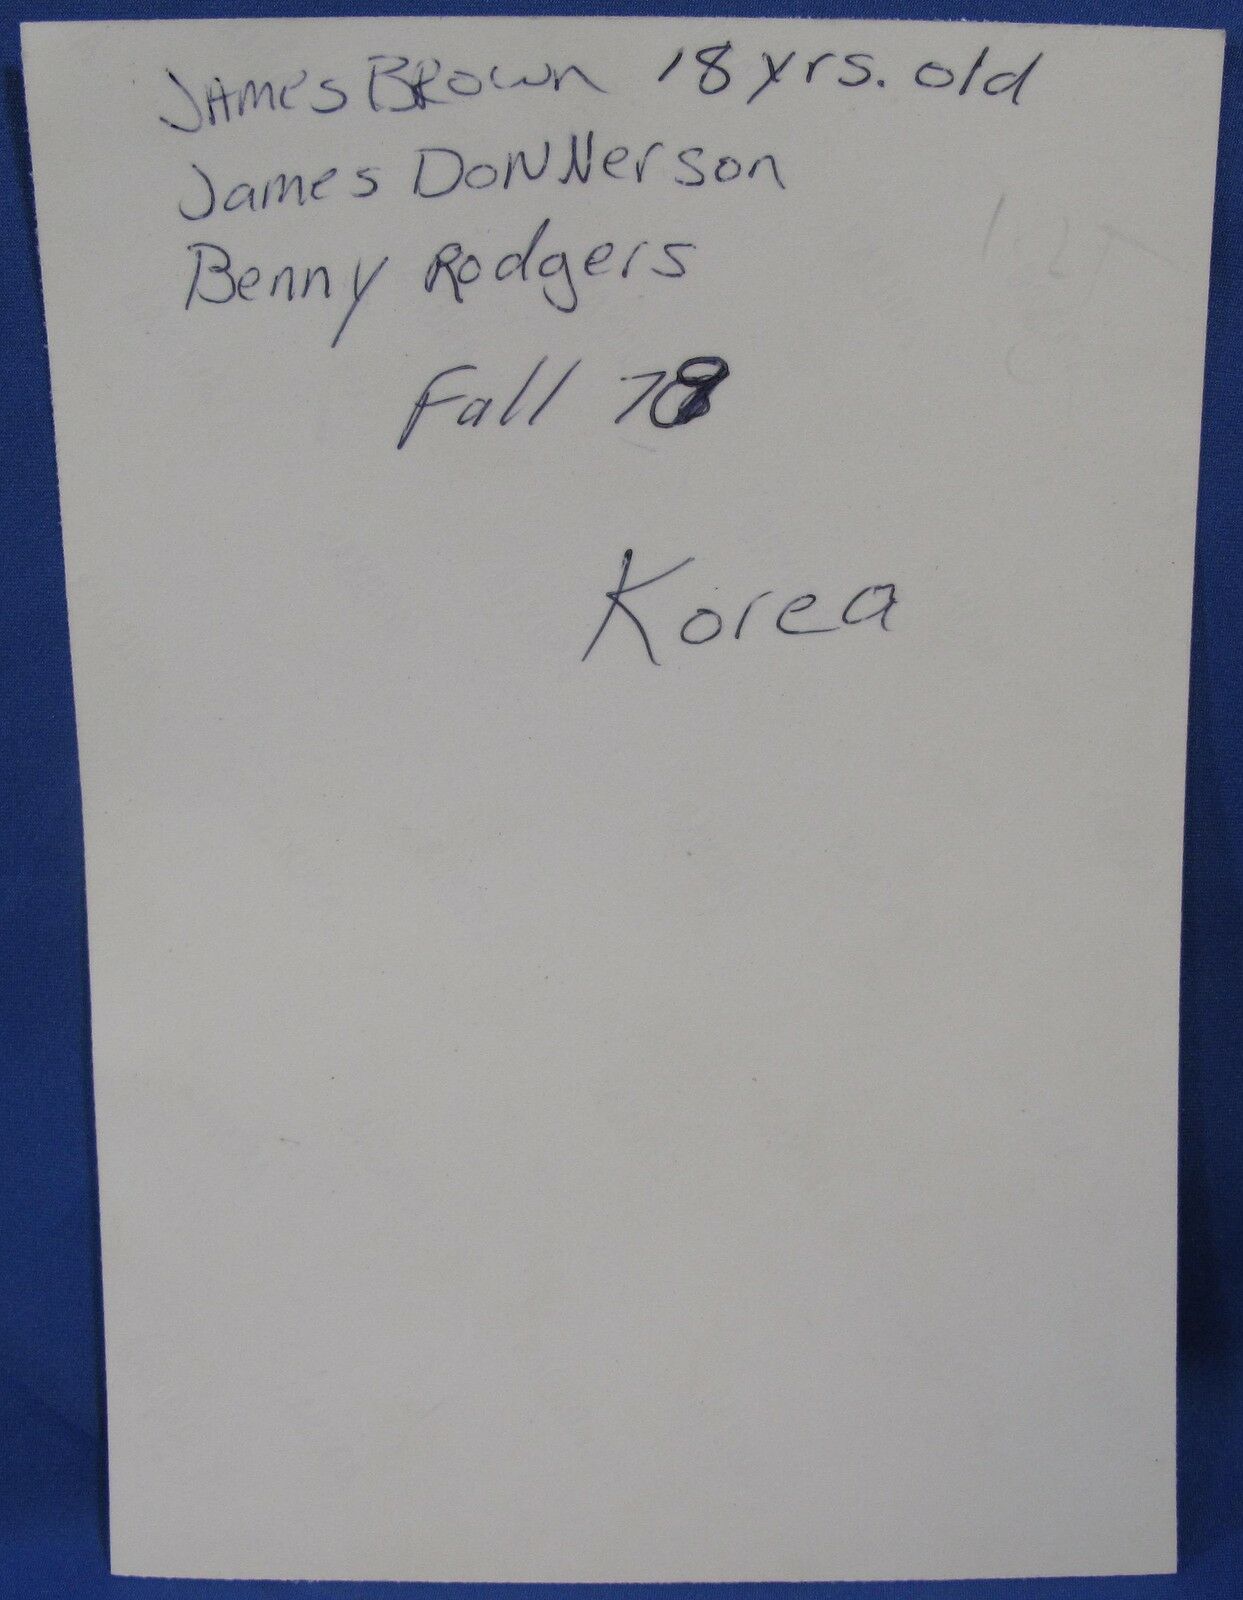 JAmes BRown 18 yrs. old
James DoNNerson
Benny Rodgers
Fall 78
Korea